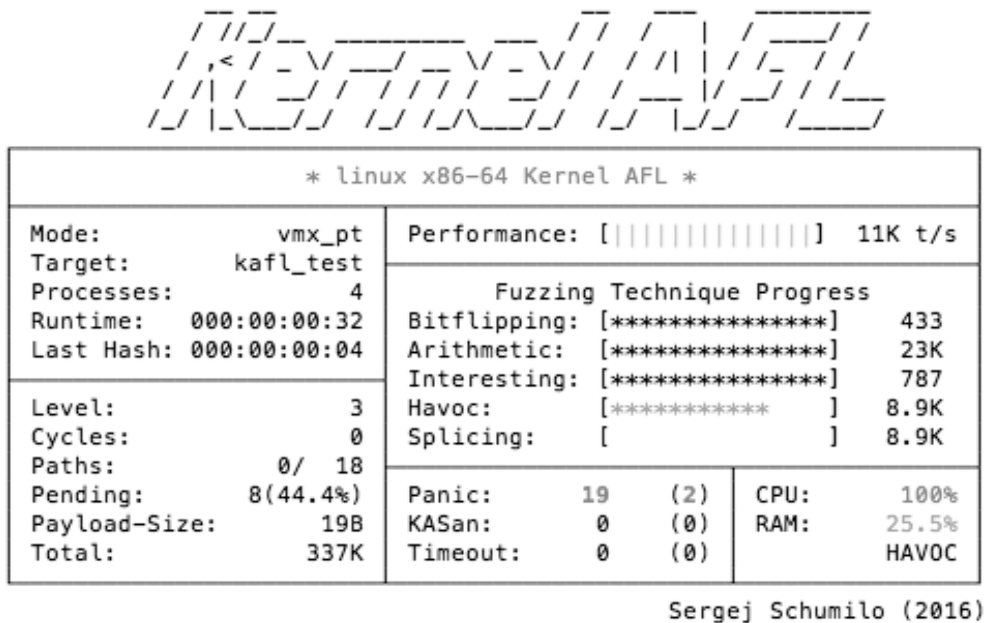 Kernel AFL
* linux x86-64 Kernel AFL *
Mode: vmx_pt
Target: kafl_test
Processes: 4
Runtime: 000:00:00:32
Last Hash: 000:00:00:04
Performance: [||||||||||||||] 11K t/s
Fuzzing Technique Progress
Bitflipping: [***************] 433
Arithmetic: [***************] 23K
Interesting: [***************] 787
Havoc: [*********** ] 8.9K
Splicing: [ ] 8.9K
Level: 3
Cycles: 0
Paths: 0/ 18
Pending: 8(44.4%)
Payload-Size: 19B
Total: 337K
Panic: 19 (2)
KASan: 0 (0)
Timeout: 0 (0)
CPU: 100%
RAM: 25.5%
HAVOC
Sergej Schumilo (2016)